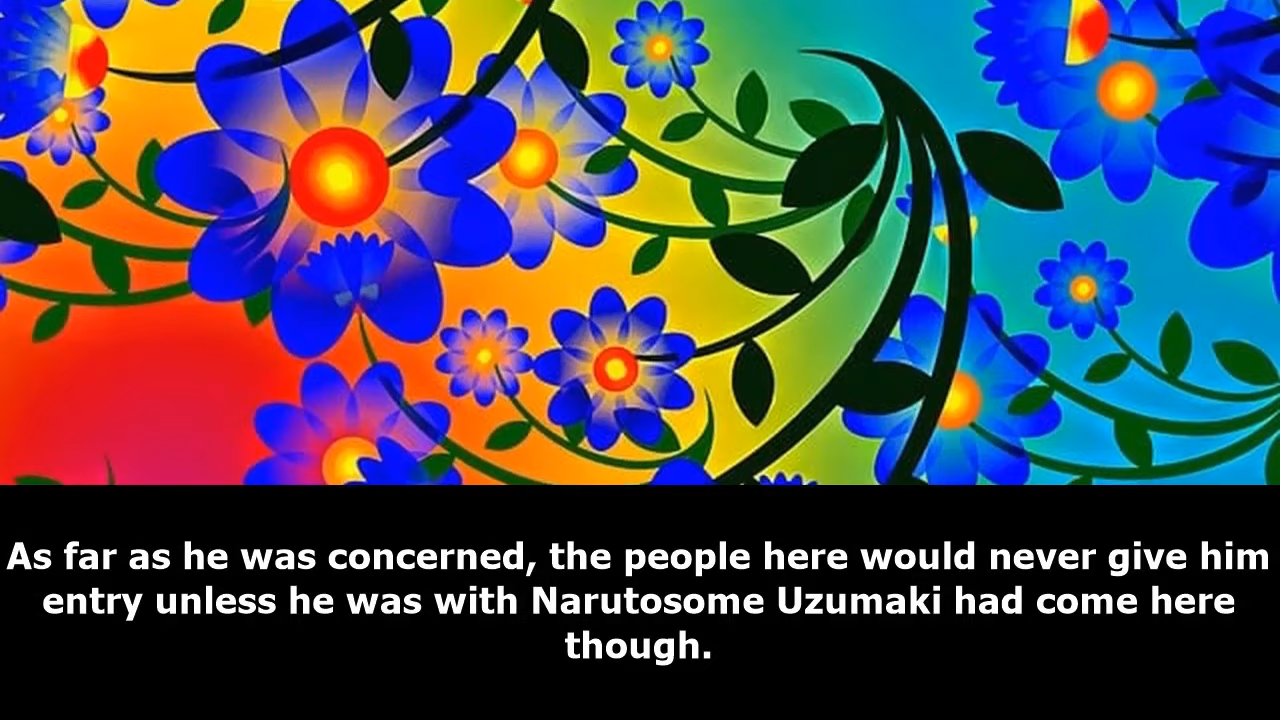 As far as he was concerned, the people here would never give him
entry unless he was with Narutosome Uzumaki had come here
though.